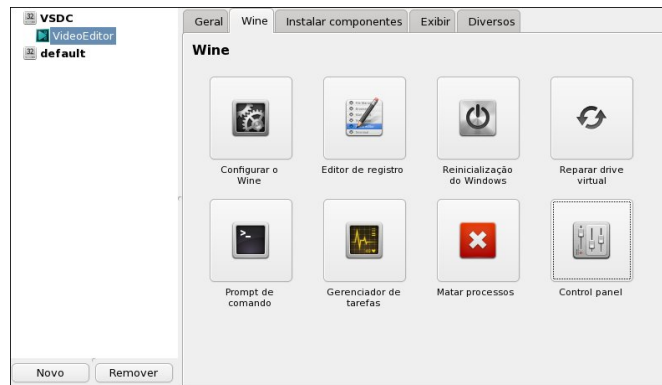 VSDC
VideoEditor
default
Novo
Remover
Geral
Wine
Instalar componentes
Exibir
Diversos
Wine
Configurar o
Wine
Editor de registro
Reinicialização
do Windows
Reparar drive
virtual
Prompt de
comando
Gerenciador de
tarefas
Matar processos
Control panel